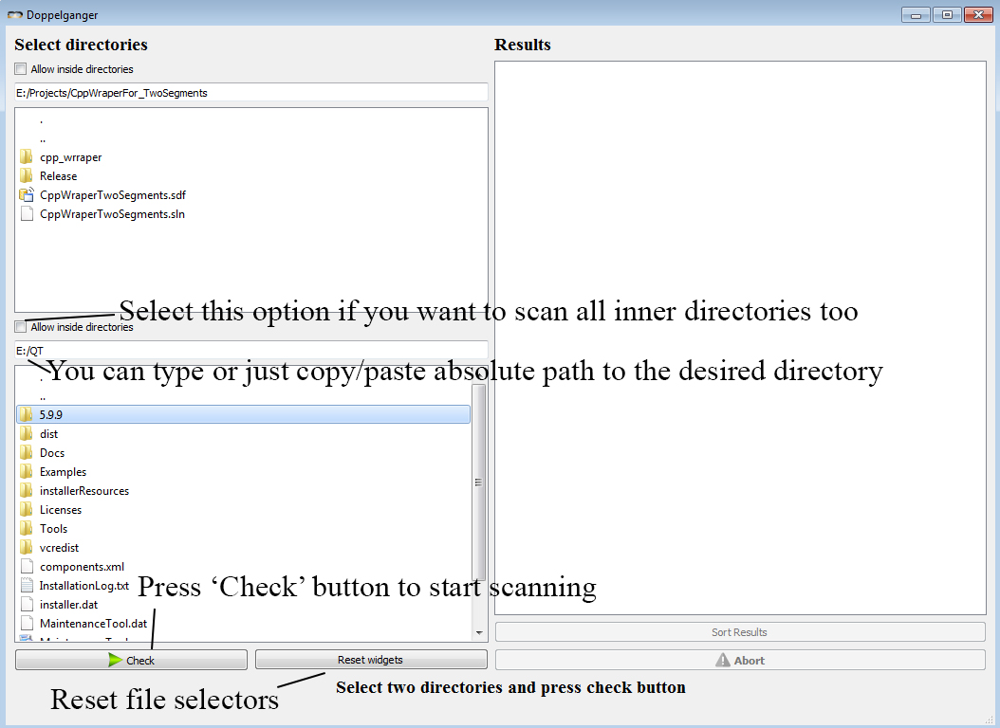 Doppelganger
Select directories
Allow inside directories
E:/Projects/CppWraperFor_TwoSegments
.
..
cpp_wrraper
Release
CppWraperTwoSegments.sdf
CppWraperTwoSegments.sln
Select this option if you want to scan all inner directories too
Allow inside directories
E:/QT
You can type or just copy/paste absolute path to the desired directory
.
..
5.9.9
dist
Docs
Examples
installerResources
Licenses
Tools
vcredist
components.xml
InstallationLog.txt
Press ‘Check’ button to start scanning
installer.dat
MaintenanceTool.dat
Check
Reset widgets
Reset file selectors
Select two directories and press check button
Results
Sort Results
Abort